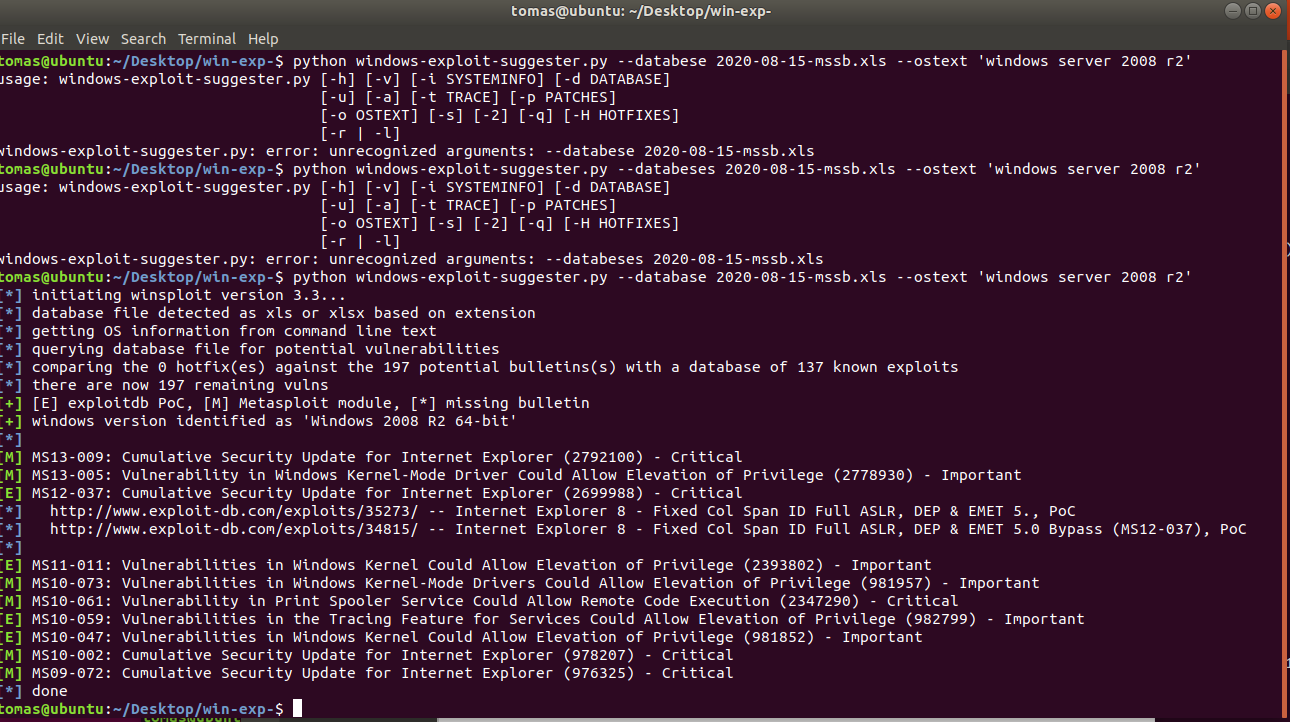 tomas@ubuntu: ~/Desktop/win-exp-
File Edit View Search Terminal Help
tomas@ubuntu:~/Desktop/win-exp-$ python windows-exploit-suggester.py --databese 2020-08-15-mssb.xls --ostext 'windows server 2008 r2'
usage: windows-exploit-suggester.py [-h] [-v] [-i SYSTEMINFO] [-d DATABASE]
[-u] [-a] [-t TRACE] [-p PATCHES]
[-o OSTEXT] [-s] [-2] [-q] [-H HOTFIXES]
[-r | -l]
windows-exploit-suggester.py: error: unrecognized arguments: --databese 2020-08-15-mssb.xls
tomas@ubuntu:~/Desktop/win-exp-$ python windows-exploit-suggester.py --databeses 2020-08-15-mssb.xls --ostext 'windows server 2008 r2'
usage: windows-exploit-suggester.py [-h] [-v] [-i SYSTEMINFO] [-d DATABASE]
[-u] [-a] [-t TRACE] [-p PATCHES]
[-o OSTEXT] [-s] [-2] [-q] [-H HOTFIXES]
[-r | -l]
windows-exploit-suggester.py: error: unrecognized arguments: --databeses 2020-08-15-mssb.xls
tomas@ubuntu:~/Desktop/win-exp-$ python windows-exploit-suggester.py --database 2020-08-15-mssb.xls --ostext 'windows server 2008 r2'
[*] initiating winsploit version 3.3...
[*] database file detected as xls or xlsx based on extension
[*] getting OS information from command line text
[*] querying database file for potential vulnerabilities
[*] comparing the 0 hotfix(es) against the 197 potential bulletins(s) with a database of 137 known exploits
[*] there are now 197 remaining vulns
[+] [E] exploitdb PoC, [M] Metasploit module, [*] missing bulletin
[+] windows version identified as 'Windows 2008 R2 64-bit'
[*]
[M] MS13-009: Cumulative Security Update for Internet Explorer (2792100) - Critical
[M] MS13-005: Vulnerability in Windows Kernel-Mode Driver Could Allow Elevation of Privilege (2778930) - Important
[E] MS12-037: Cumulative Security Update for Internet Explorer (2699988) - Critical
[*] http://www.exploit-db.com/exploits/35273/ -- Internet Explorer 8 - Fixed Col Span ID Full ASLR, DEP & EMET 5., PoC
[*] http://www.exploit-db.com/exploits/34815/ -- Internet Explorer 8 - Fixed Col Span ID Full ASLR, DEP & EMET 5.0 Bypass (MS12-037), PoC
[*]
[E] MS11-011: Vulnerabilities in Windows Kernel Could Allow Elevation of Privilege (2393802) - Important
[M] MS10-073: Vulnerabilities in Windows Kernel-Mode Drivers Could Allow Elevation of Privilege (981957) - Important
[M] MS10-061: Vulnerability in Print Spooler Service Could Allow Remote Code Execution (2347290) - Critical
[E] MS10-059: Vulnerabilities in the Tracing Feature for Services Could Allow Elevation of Privilege (982799) - Important
[E] MS10-047: Vulnerabilities in Windows Kernel Could Allow Elevation of Privilege (981852) - Important
[M] MS10-002: Cumulative Security Update for Internet Explorer (978207) - Critical
[M] MS09-072: Cumulative Security Update for Internet Explorer (976325) - Critical
[*] done
tomas@ubuntu:~/Desktop/win-exp-$